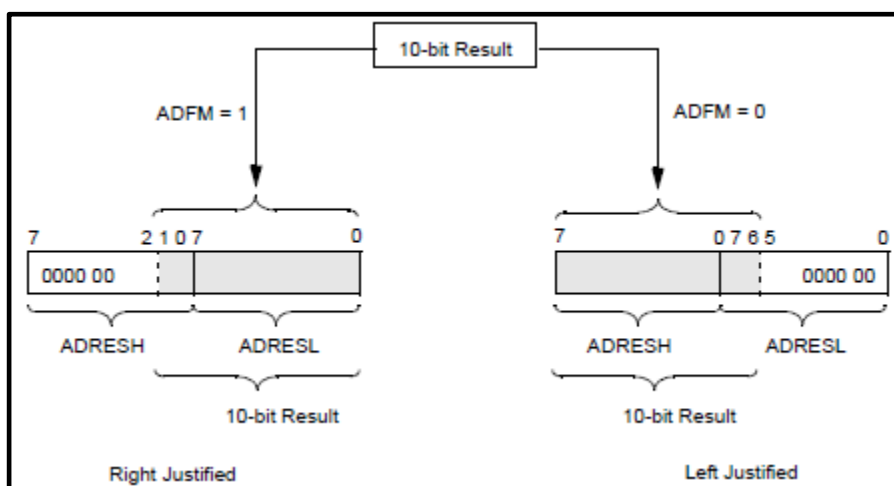 10-bit Result
ADFM = 1
ADFM = 0
7 2 1 0 7 0
7 0 7 6 5 0
0000 00
0000 00
ADRESH ADRESL
ADRESH ADRESL
10-bit Result
10-bit Result
Right Justified
Left Justified